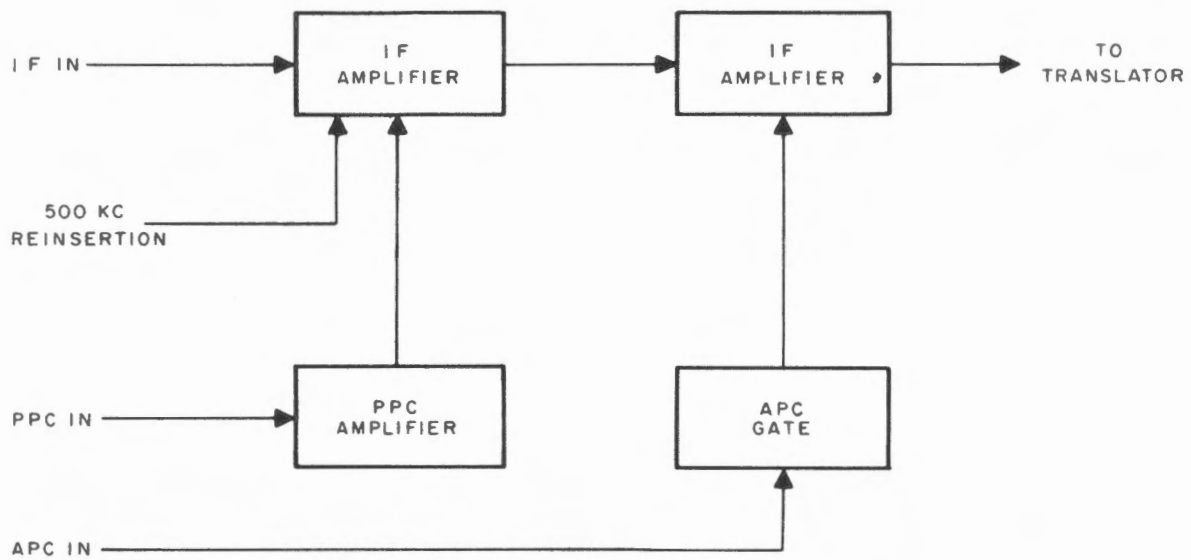 IF IN
IF
AMPLIFIER
IF
AMPLIFIER
TO
TRANSLATOR
500 KC
REINSERTION
PPC IN
PPC
AMPLIFIER
APC
GATE
APC IN